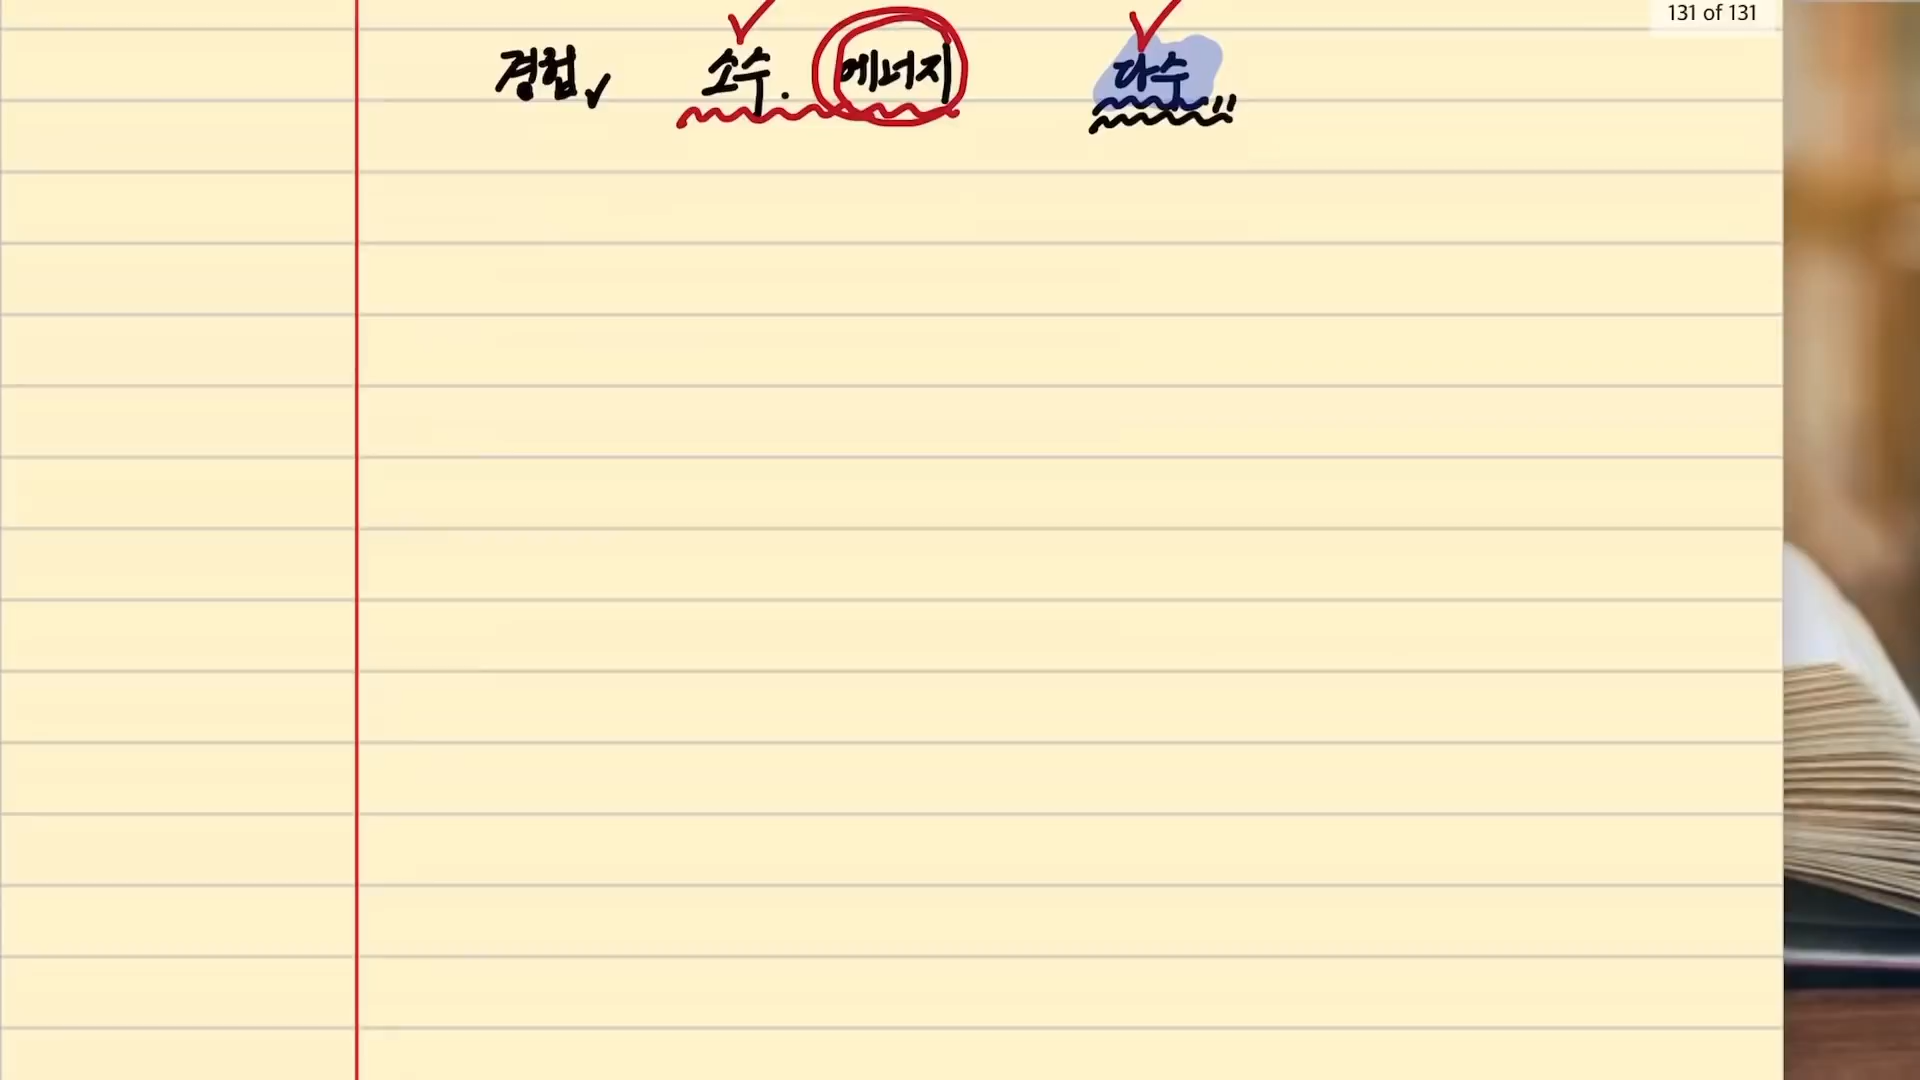 131 of 131
경험 소수. 에너지 다수